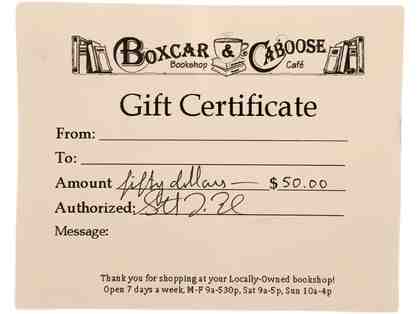 BOXCAR & CABOOSE
Bookshop Café
Gift Certificate
From:
To:
Amount fifty dollars — $50.00
Authorized:
Message:
Thank you for shopping at your Locally-Owned bookshop!
Open 7 days a week, M-F 9a-530p, Sat 9a-5p, Sun 10a-4p